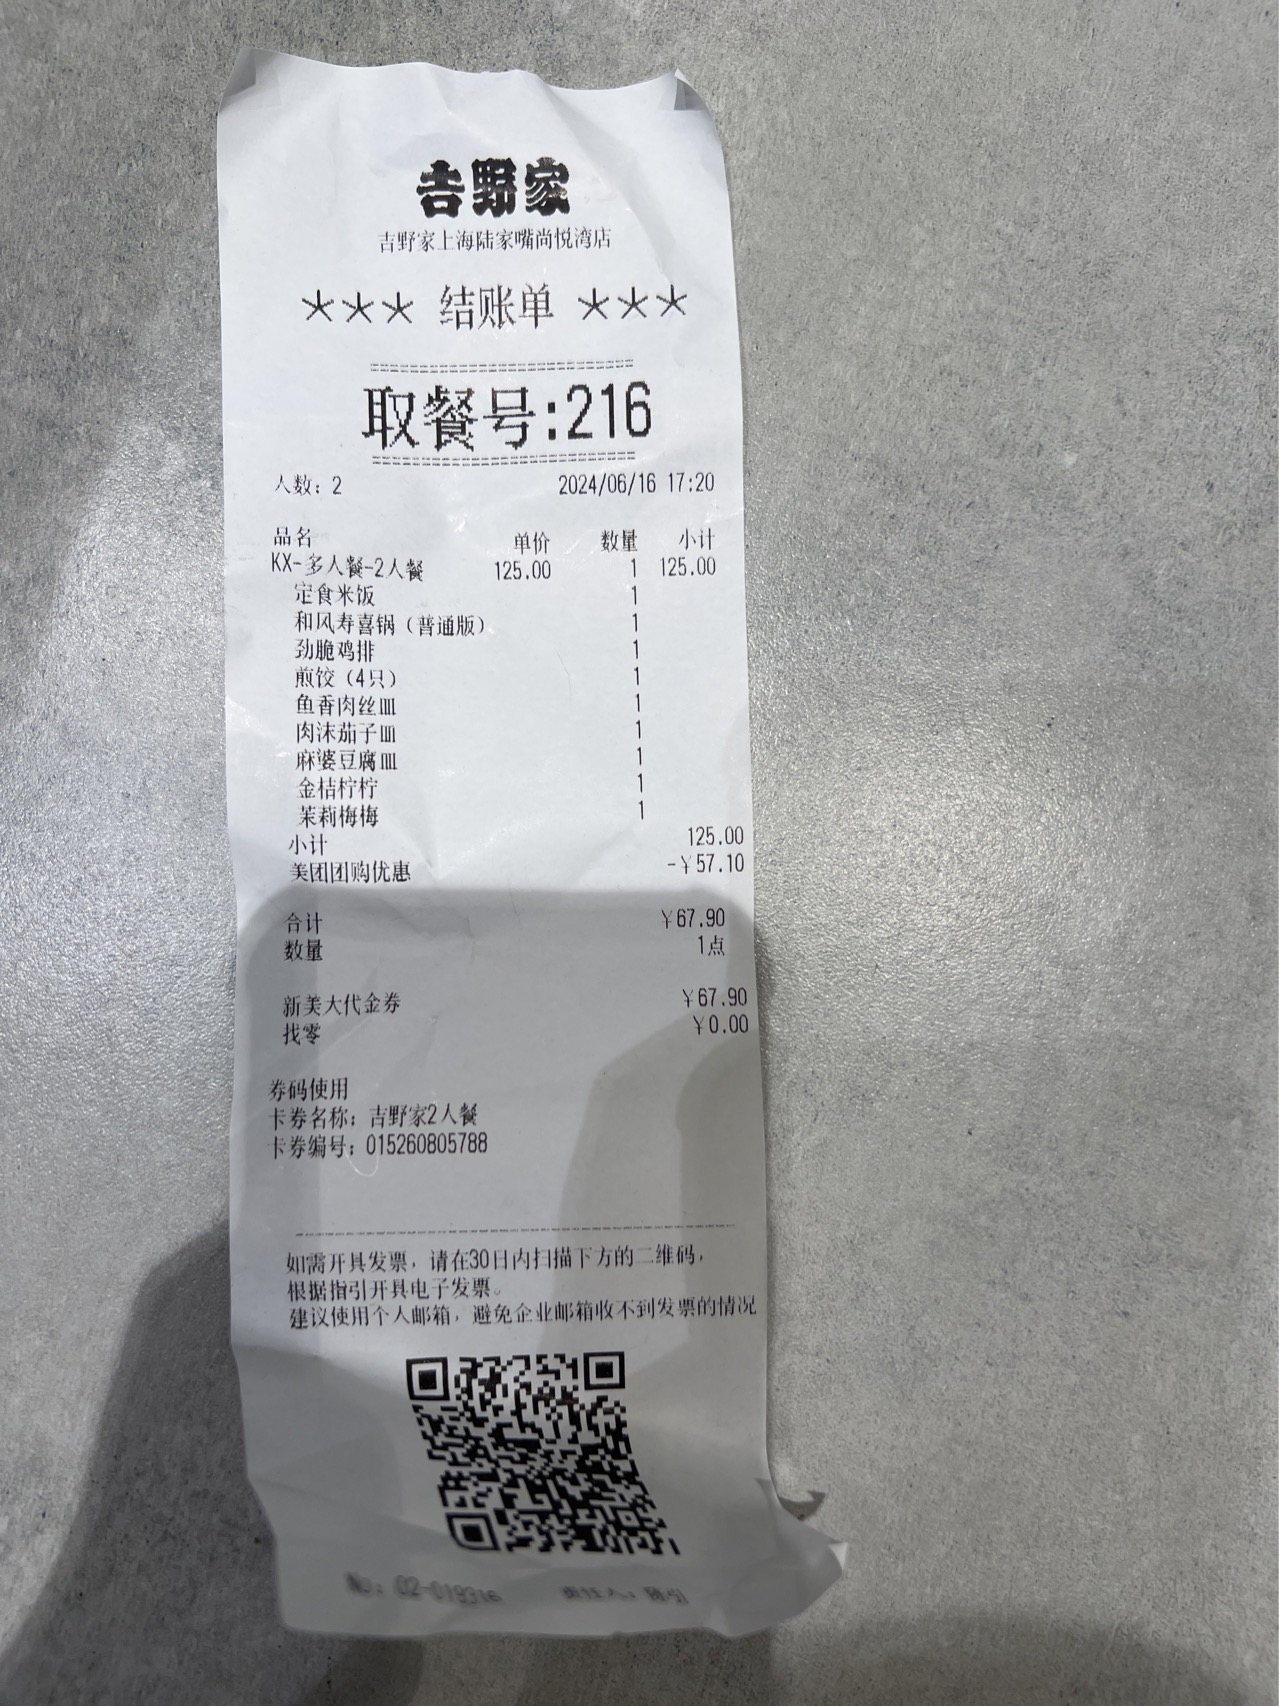 吉野家
吉野家上海陆家嘴尚悦湾店
*** 结账单 ***
取餐号:216
人数: 2 2024/06/16 17:20
品名 单价 数量 小计
KX-多人餐-2人餐 125.00 1 125.00
定食米饭 1
和风寿喜锅（普通版） 1
劲脆鸡排 1
煎饺（4只） 1
鱼香肉丝皿 1
肉沫茄子皿 1
麻婆豆腐皿 1
金桔柠柠 1
茉莉梅梅 1
小计 125.00
美团团购优惠 -¥57.10
合计 ¥67.90
数量 1点
新美大代金券 ¥67.90
找零 ¥0.00
券码使用
卡券名称: 吉野家2人餐
卡券编号: 015260805788
如需开具发票，请在30日内扫描下方的二维码，
根据指引开具电子发票。
建议使用个人邮箱，避免企业邮箱收不到发票的情况
No: 02-019316 责任人: